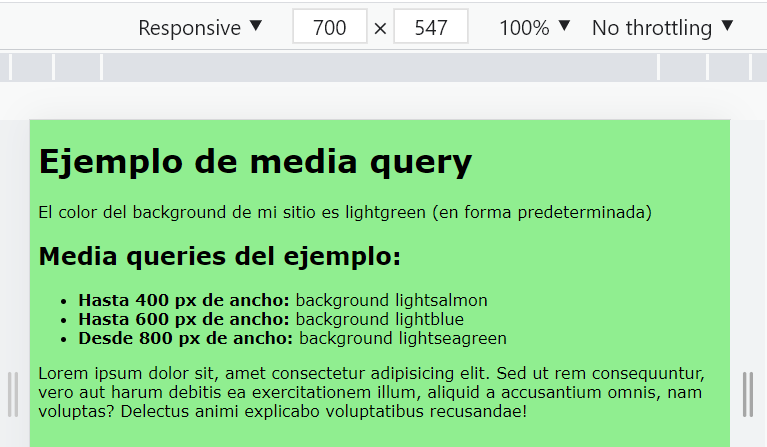 Responsive ▼ 700 × 547 100% ▼ No throttling ▼
Ejemplo de media query
El color del background de mi sitio es lightgreen (en forma predeterminada)
Media queries del ejemplo:
• Hasta 400 px de ancho: background lightsalmon
• Hasta 600 px de ancho: background lightblue
• Desde 800 px de ancho: background lightseagreen
Lorem ipsum dolor sit, amet consectetur adipisicing elit. Sed ut rem consequuntur,
vero aut harum debitis ea exercitationem illum, aliquid a accusantium omnis, nam
voluptas? Delectus animi explicabo voluptatibus recusandae!